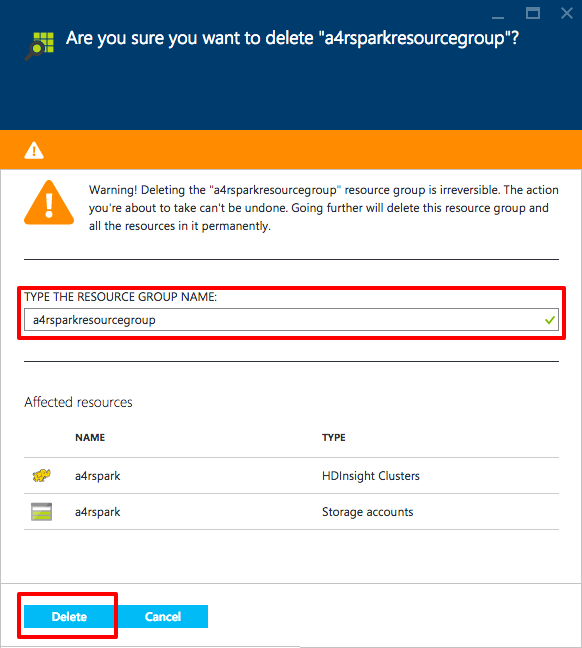 Are you sure you want to delete "a4rsparkresourcegroup"?
Warning! Deleting the "a4rsparkresourcegroup" resource group is irreversible. The action
you're about to take can't be undone. Going further will delete this resource group and
all the resources in it permanently.
TYPE THE RESOURCE GROUP NAME:
a4rsparkresourcegroup
Affected resources
NAME TYPE
a4rspark HDInsight Clusters
a4rspark Storage accounts
Delete Cancel